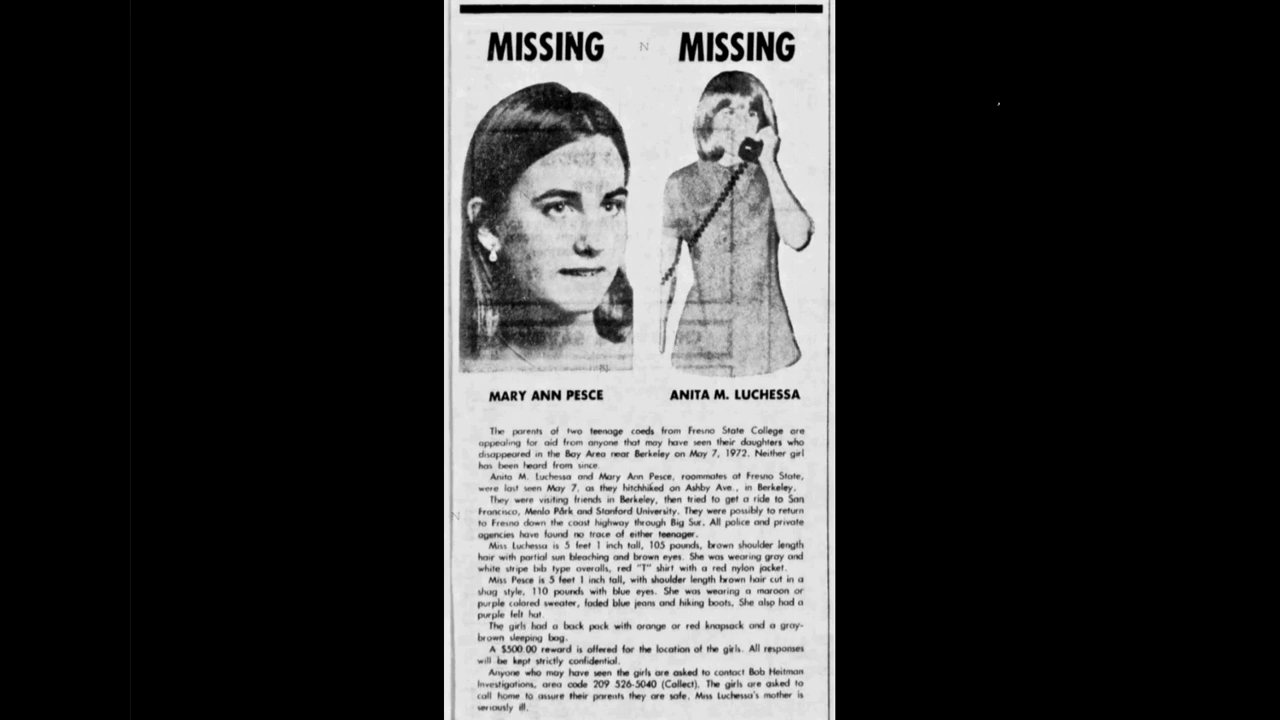 MISSING MISSING
MARY ANN PESCE ANITA M. LUCHESSA
The parents of two teenage coeds from Fresno State College are
appealing for aid from anyone that may have seen their daughters who
disappeared in the Bay Area near Berkeley on May 7, 1972. Neither girl
has been heard from since.
Anita M. Luchessa and Mary Ann Pesce, roommates at Fresno State,
were last seen May 7, as they hitchhiked on Ashby Ave., in Berkeley.
They were visiting friends in Berkeley, then tried to get a ride to San
Francisco, Menlo Park and Stanford University. They were possibly to return
to Fresno down the coast highway through Big Sur. All police and private
agencies have found no trace of either teenager.
Miss Luchessa is 5 feet 1 inch tall, 105 pounds, brown shoulder length
hair with partial sun bleaching and brown eyes. She was wearing gray and
white stripe bib type overalls, red "T" shirt with a red nylon jacket.
Miss Pesce is 5 feet 1 inch tall, with shoulder length brown hair cut in a
shag style, 110 pounds with blue eyes. She was wearing a maroon or
purple colored sweater, faded blue jeans and hiking boots. She also had a
purple felt hat.
The girls had a back pack with orange or red knapsack and a gray-
brown sleeping bag.
A $500.00 reward is offered for the location of the girls. All responses
will be kept strictly confidential.
Anyone who may have seen the girls are asked to contact Bob Heitman
Investigations, area code 209 526-5040 (Collect). The girls are asked to
call home to assure their parents they are safe. Miss Luchessa's mother is
seriously ill.